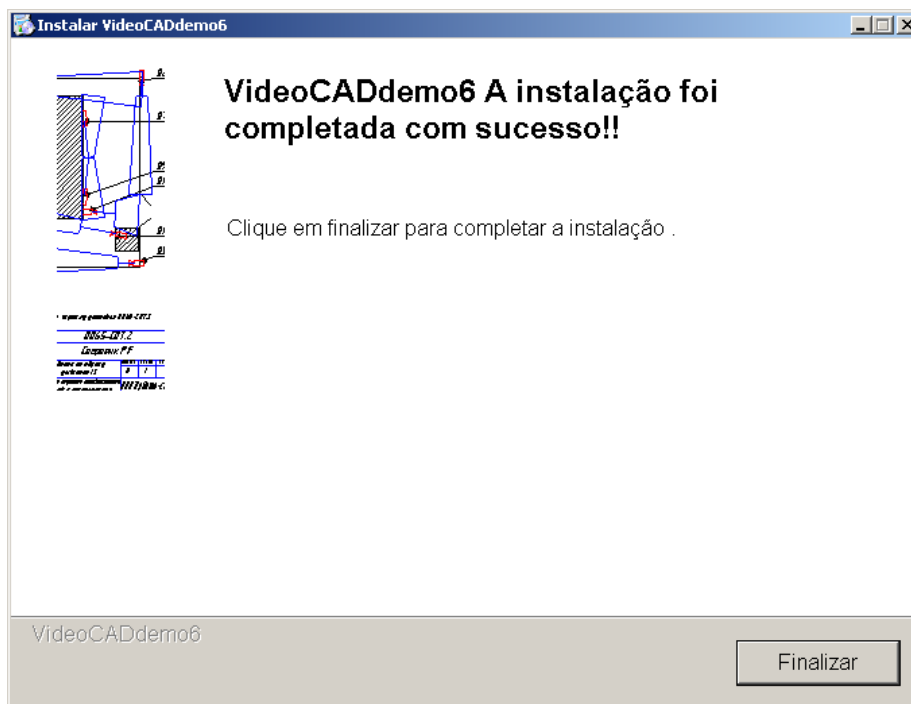 Instalar VideoCADdemo6
VideoCADdemo6 A instalação foi
completada com sucesso!!
Clique em finalizar para completar a instalação .
VideoCADdemo6
Finalizar